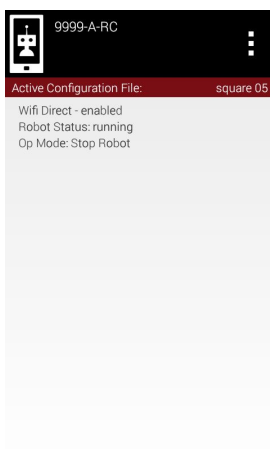 9999-A-RC
Active Configuration File: square 05
Wifi Direct - enabled
Robot Status: running
Op Mode: Stop Robot